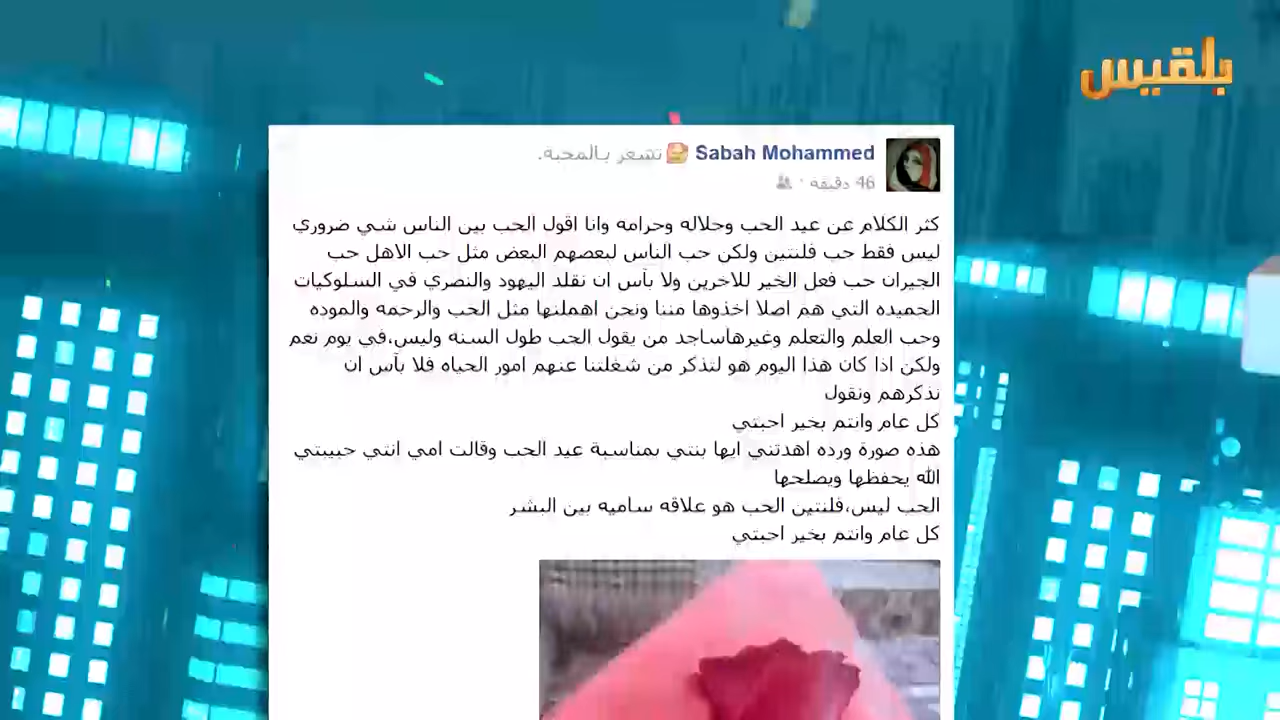 بلقيس
Sabah Mohammed تشعر بالمحبة.
46 دقيقة ·
كثر الكلام عن عيد الحب وحلاله وحرامه وانا اقول الحب بين الناس شي ضروري
ليس فقط حب فلنتين ولكن حب الناس لبعصهم البعض مثل حب الاهل حب
الجيران حب فعل الخير للاخرين ولا بآس ان نقلد اليهود والنصري في السلوكيات
الحميده التي هم اصلا اخذوها مننا ونحن اهملنها مثل الحب والرحمه والموده
وحب العلم والتعلم وغيرهاساجد من يقول الحب طول السنه وليس،في يوم نعم
ولكن اذا كان هذا اليوم هو لتذكر من شغلتنا عنهم امور الحياه فلا بآس ان
نذكرهم ونقول
كل عام وانتم بخير احبتي
هذه صورة ورده اهدتني ايها بنتي بمناسبة عيد الحب وقالت امي انتي حبيبتي
الله يحفظها ويصلحها
الحب ليس،فلنتين الحب هو علاقه ساميه بين البشر
كل عام وانتم بخير احبتي